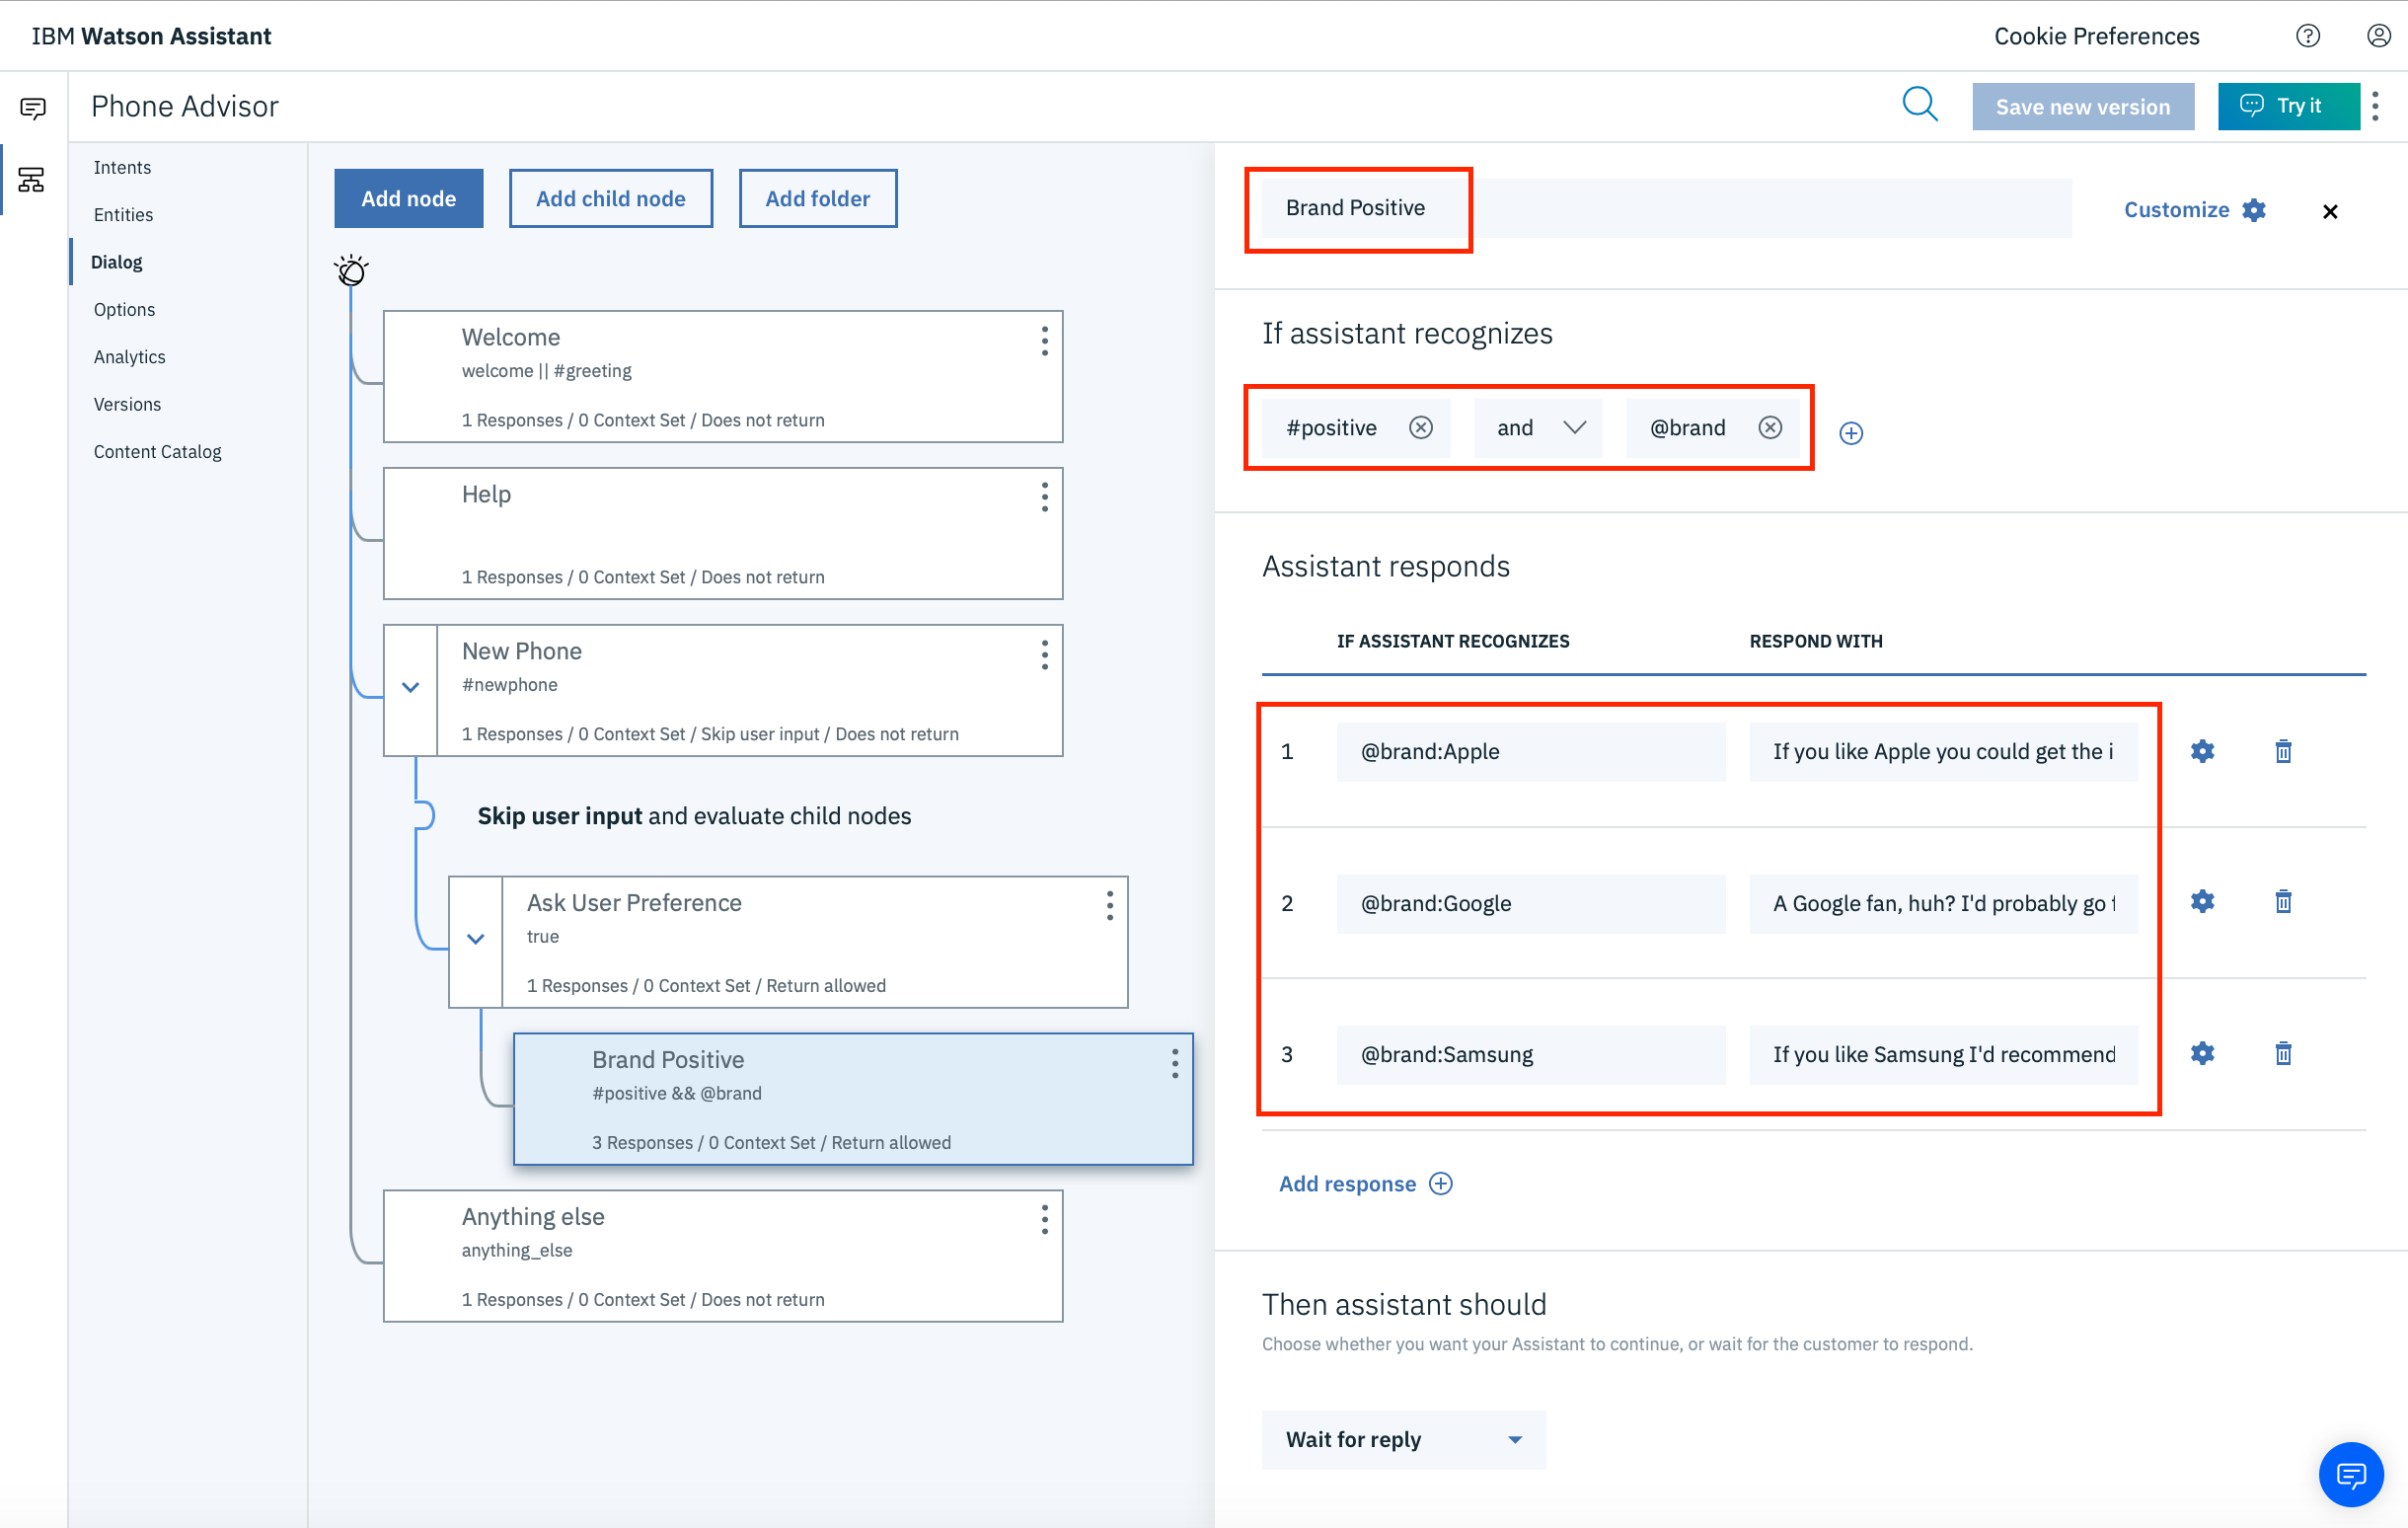 IBM Watson Assistant
Cookie Preferences
Phone Advisor
Save new version
Try it
Intents
Entities
Dialog
Options
Analytics
Versions
Content Catalog
Add node
Add child node
Add folder
Welcome
welcome || #greeting
1 Responses / 0 Context Set / Does not return
Help
1 Responses / 0 Context Set / Does not return
New Phone
#newphone
1 Responses / 0 Context Set / Skip user input / Does not return
Skip user input and evaluate child nodes
Ask User Preference
true
1 Responses / 0 Context Set / Return allowed
Brand Positive
#positive && @brand
3 Responses / 0 Context Set / Return allowed
Anything else
anything_else
1 Responses / 0 Context Set / Does not return
Brand Positive
Customize
If assistant recognizes
#positive
and
@brand
Assistant responds
IF ASSISTANT RECOGNIZES
RESPOND WITH
1
@brand:Apple
If you like Apple you could get the i
2
@brand:Google
A Google fan, huh? I'd probably go
3
@brand:Samsung
If you like Samsung I'd recommend
Add response
Then assistant should
Choose whether you want your Assistant to continue, or wait for the customer to respond.
Wait for reply